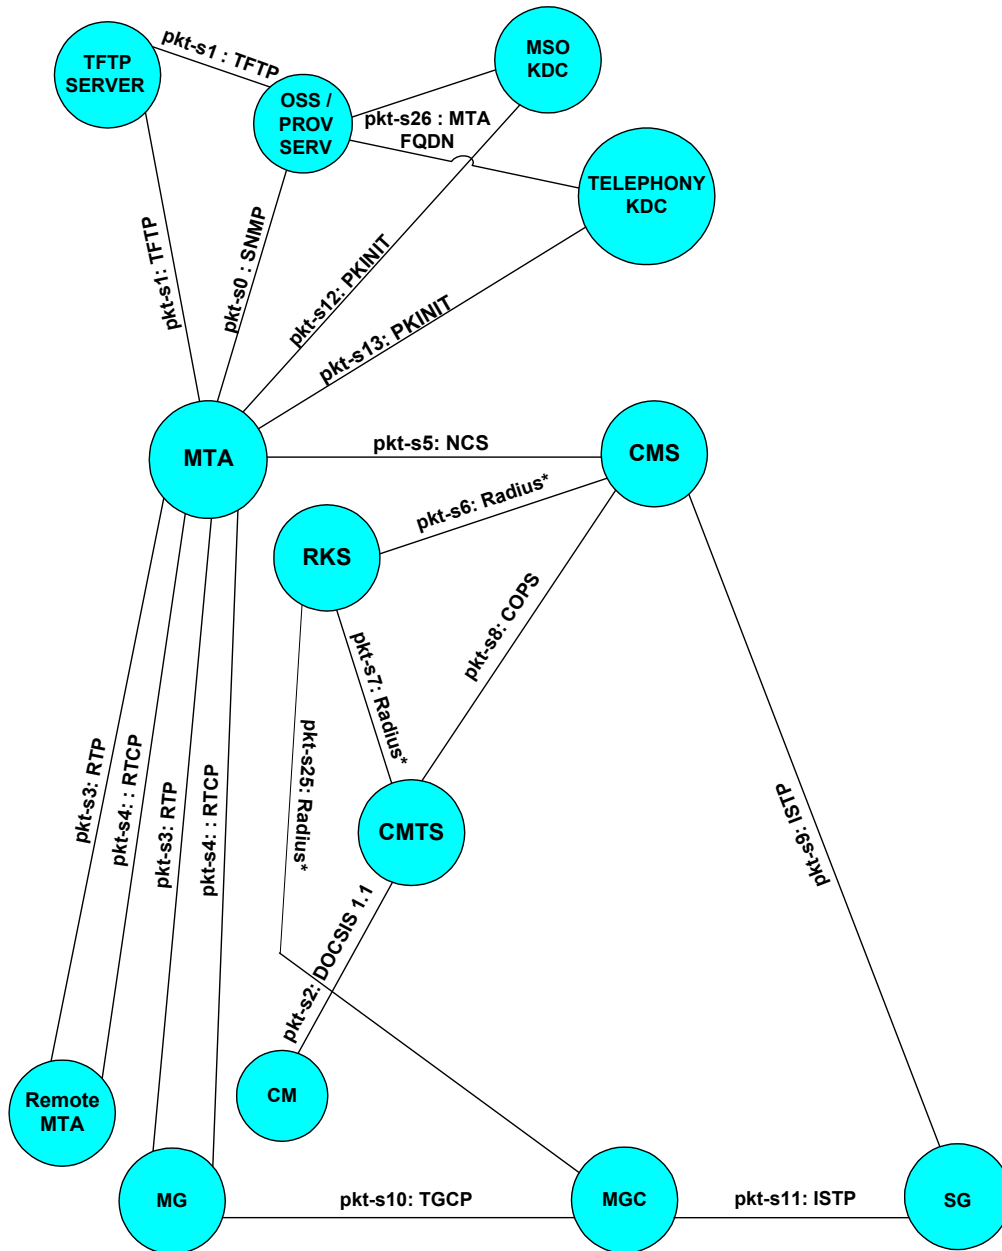 pkt-s1 : TFTP
TFTP
SERVER
MSO
KDC
OSS /
PROV
SERV
pkt-s26 : MTA
FQDN
TELEPHONY
KDC
pkt-s1: TFTP
pkt-s0 : SNMP
pkt-s12: PKINIT
pkt-s13: PKINIT
MTA
pkt-s5: NCS
CMS
pkt-s6: Radius*
RKS
pkt-s8: COPS
pkt-s7: Radius*
pkt-s25: Radius*
pkt-s3: RTP
pkt-s4: : RTCP
pkt-s3: RTP
pkt-s4: : RTCP
CMTS
pkt-s9: ISTP
pkt-s2: DOCSIS 1.1
CM
Remote
MTA
MG
pkt-s10: TGCP
MGC
pkt-s11: ISTP
SG